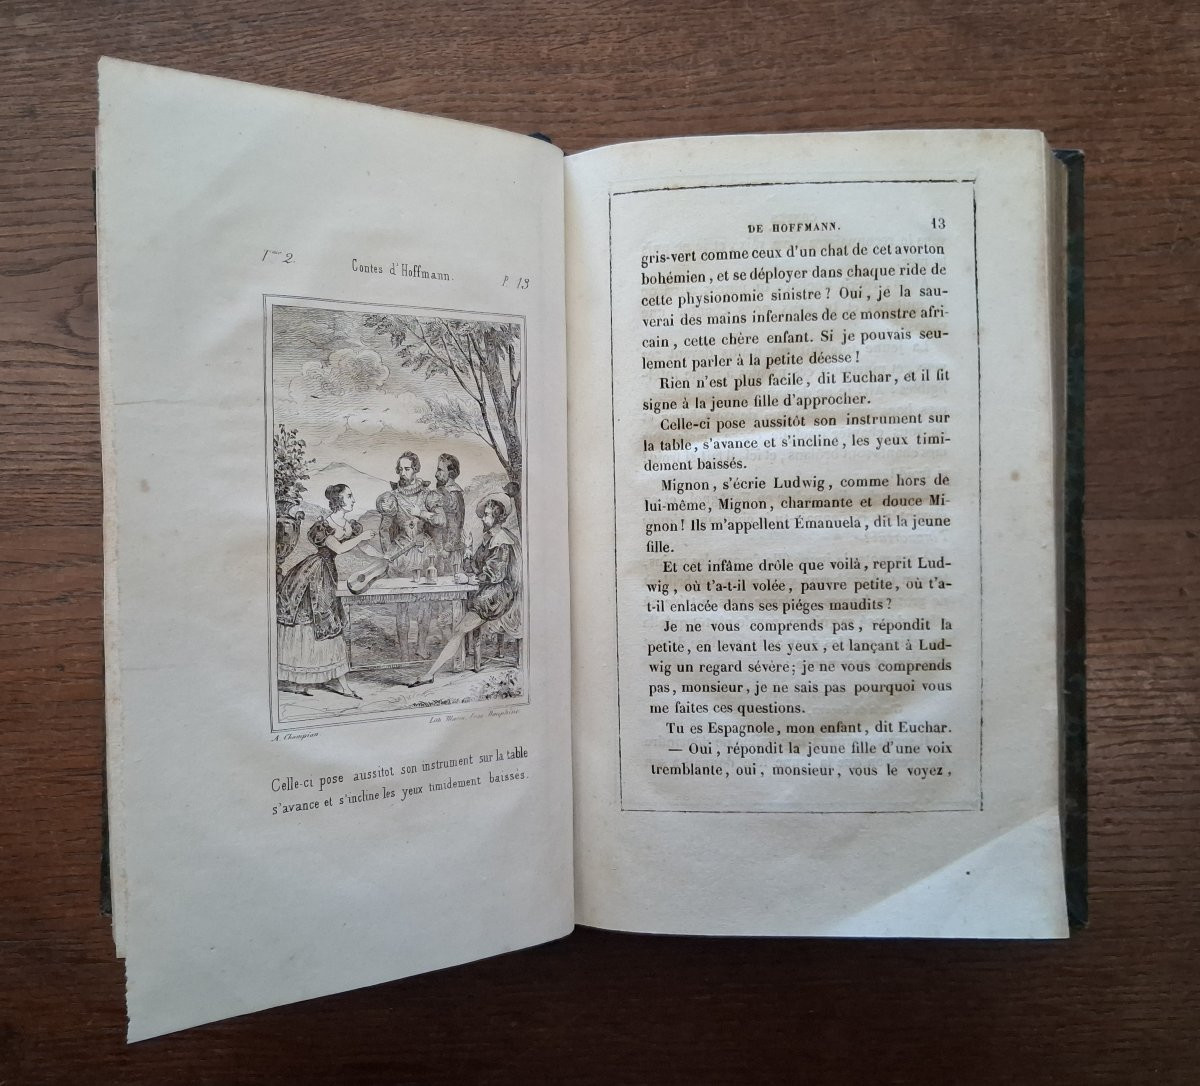 Tome 2.
Contes d'Hoffmann.
P. 13
A. Champion
Celle-ci pose aussitot son instrument sur la table
s'avance et s'incline les yeux timidement baissés.
DE HOFFMANN. 13
gris-vert comme ceux d'un chat de cet avorton
bohémien, et se déployer dans chaque ride de
cette physionomie sinistre? Oui, je la sau-
verai des mains infernales de ce monstre afri-
cain, cette chère enfant. Si je pouvais seu-
lement parler à la petite déesse!
Rien n'est plus facile, dit Euchar, et il fit
signe à la jeune fille d'approcher.
Celle-ci pose aussitôt son instrument sur
la table, s'avance et s'incline, les yeux timi-
dement baissés.
Mignon, s'écrie Ludwig, comme hors de
lui-même, Mignon, charmante et douce Mi-
gnon! Ils m'appellent Émanuela, dit la jeune
fille.
Et cet infâme drôle que voilà, reprit Lud-
wig, où t'a-t-il volée, pauvre petite, où t'a-
t-il enlacée dans ses piéges maudits?
Je ne vous comprends pas, répondit la
petite, en levant les yeux, et lançant à Lud-
wig un regard sévère; je ne vous comprends
pas, monsieur, je ne sais pas pourquoi vous
me faites ces questions.
Tu es Espagnole, mon enfant, dit Euchar.
— Oui, répondit la jeune fille d'une voix
tremblante, oui, monsieur, vous le voyez,